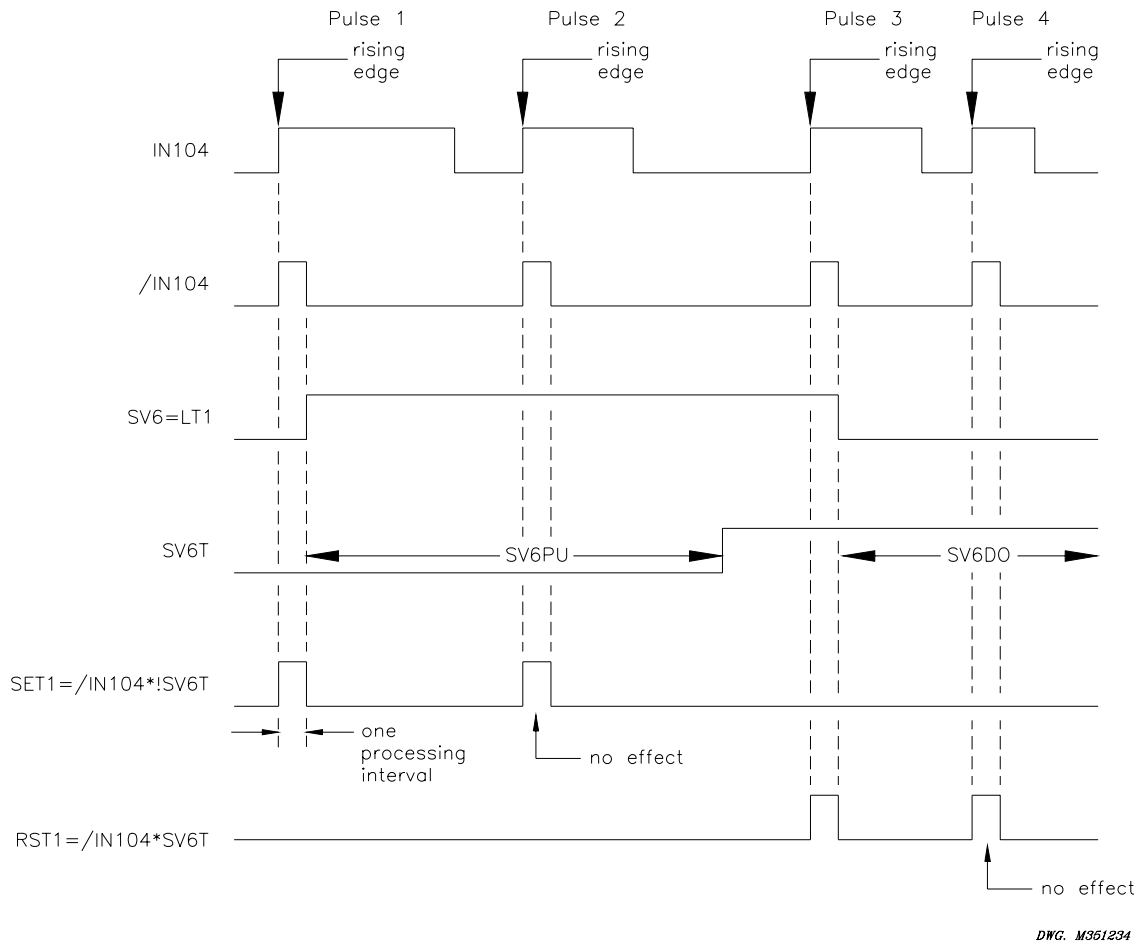 Pulse 1
Pulse 2
Pulse 3
Pulse 4
rising
edge
rising
edge
rising
edge
rising
edge
IN104
/IN104
SV6=LT1
SV6T
SV6PU
SV6DO
SET1=/IN104*!SV6T
one
processing
interval
no effect
RST1=/IN104*SV6T
no effect
DWG. M351234